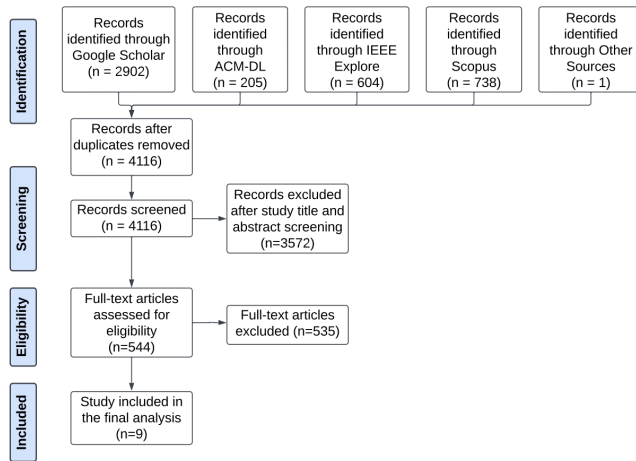 Identification
Records
identified through
Google Scholar
(n = 2902)
Records
identified
through
ACM-DL
(n = 205)
Records
identified
through IEEE
Explore
(n = 604)
Records
identified
through
Scopus
(n = 738)
Records
identified
through Other
Sources
(n = 1)
Records after
duplicates removed
(n = 4116)
Screening
Records screened
(n = 4116)
Records excluded
after study title and
abstract screening
(n=3572)
Eligibility
Full-text articles
assessed for
eligibility
(n=544)
Full-text articles
excluded (n=535)
Included
Study included in
the final analysis
(n=9)